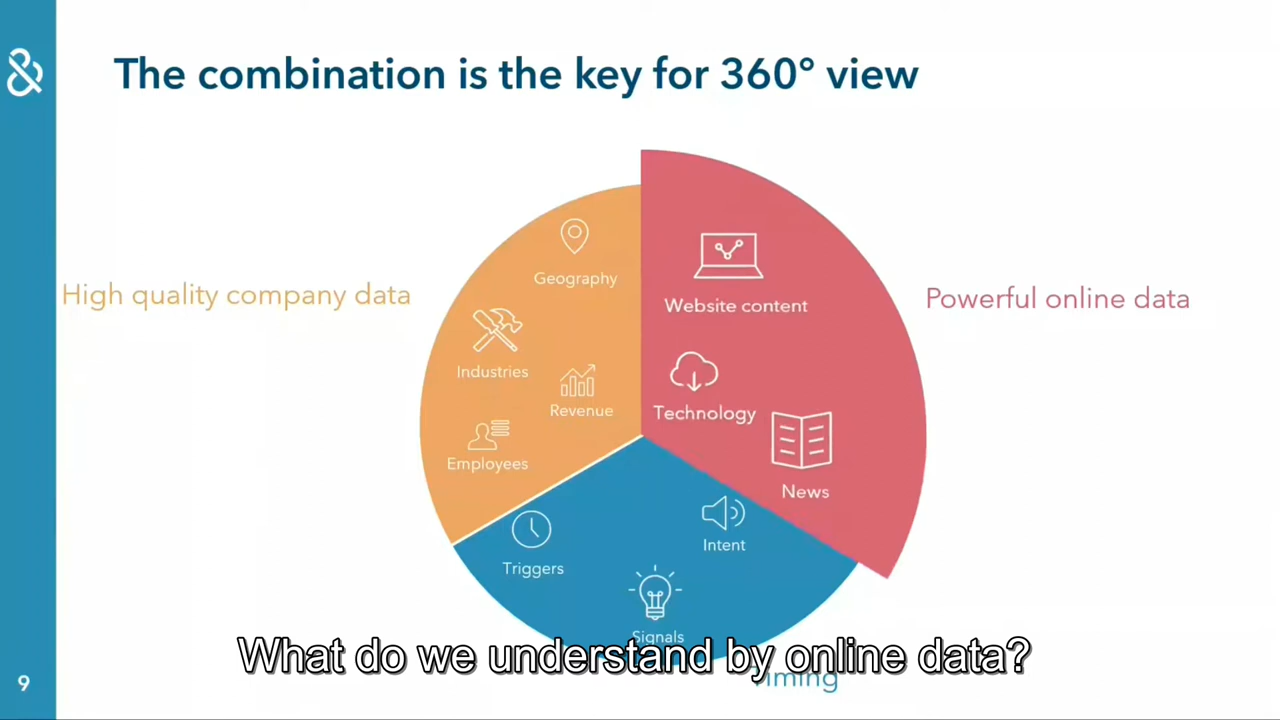 &
The combination is the key for 360° view
High quality company data
Powerful online data
Geography
Industries
Revenue
Employees
Website content
Technology
News
Intent
Triggers
Signals
Timing
What do we understand by online data?
9